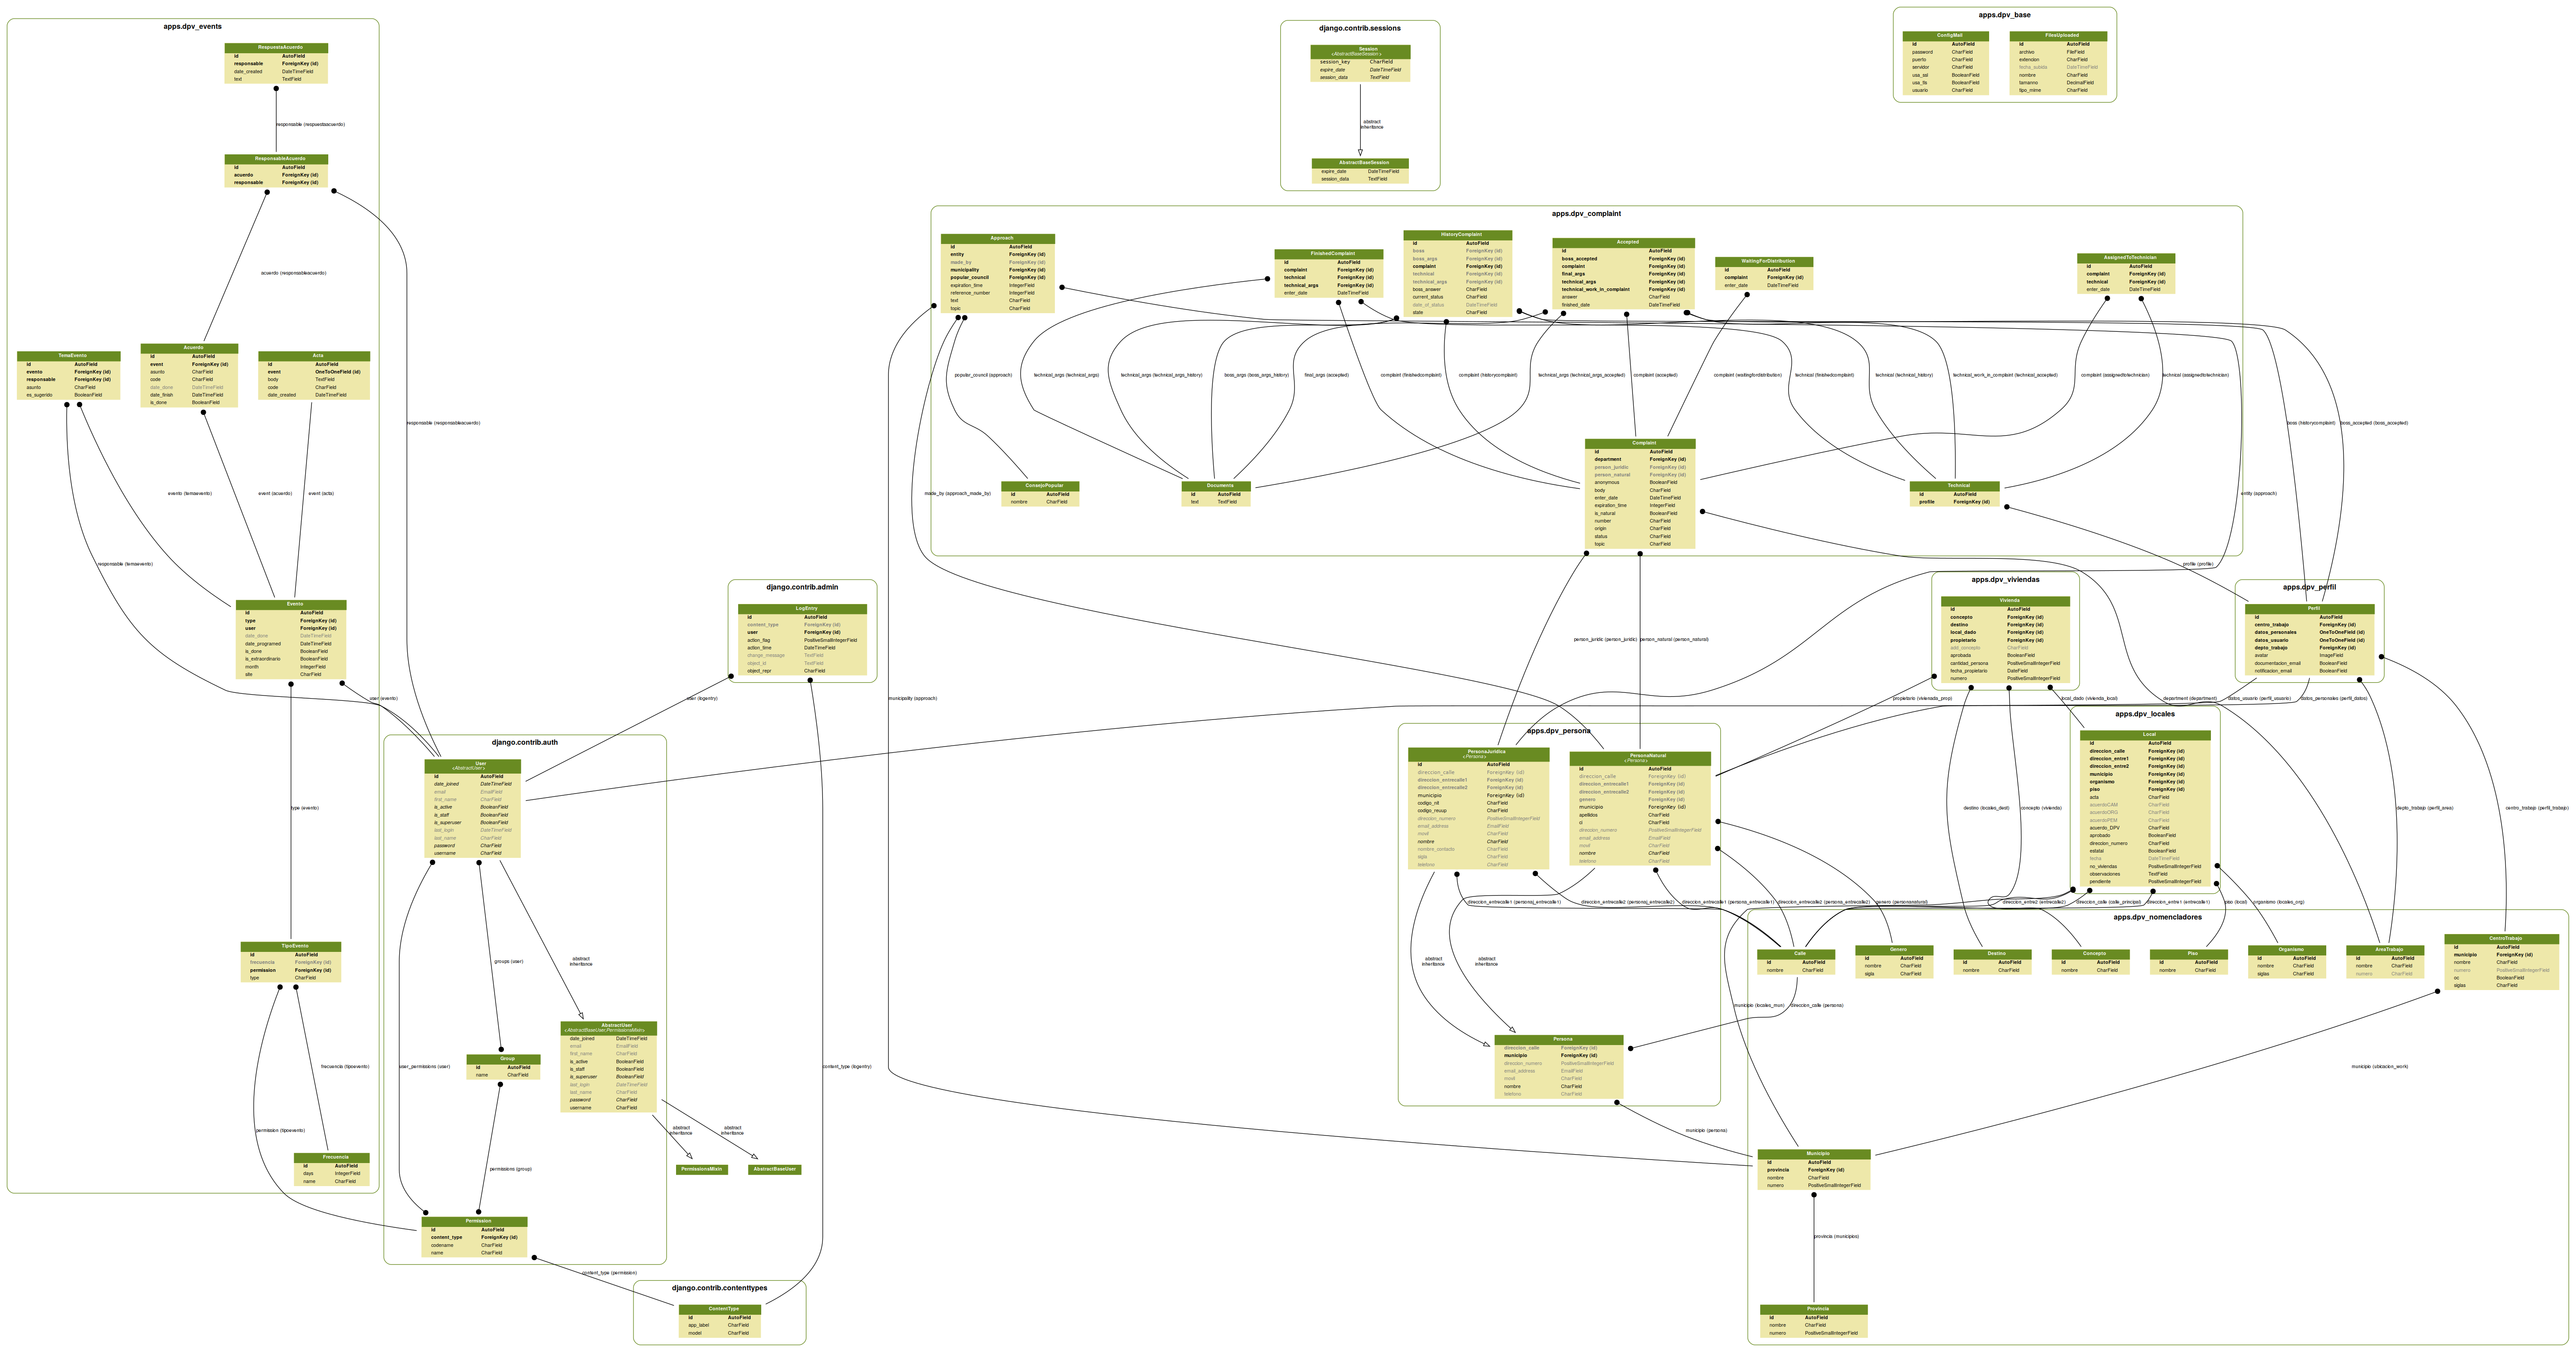 apps.dpv_events
RespuestaAcuerdo
id AutoField
responsable ForeignKey (id)
date_created DateTimeField
text TextField
responsable (respuestaacuerdo)
ResponsableAcuerdo
id AutoField
acuerdo ForeignKey (id)
responsable ForeignKey (id)
acuerdo (responsableacuerdo)
responsable (responsableacuerdo)
TemaEvento
id AutoField
evento ForeignKey (id)
responsable ForeignKey (id)
asunto CharField
es_sugerido BooleanField
Acuerdo
id AutoField
event ForeignKey (id)
asunto CharField
code CharField
date_done DateTimeField
date_finish DateTimeField
is_done BooleanField
Acta
id AutoField
event OneToOneField (id)
body TextField
code CharField
date_created DateTimeField
evento (temaevento)
event (acuerdo)
event (acta)
responsable (temaevento)
Evento
id AutoField
type ForeignKey (id)
user ForeignKey (id)
date_done DateTimeField
date_programed DateTimeField
is_done BooleanField
is_extraordinario BooleanField
month IntegerField
site CharField
user (evento)
type (evento)
TipoEvento
id AutoField
frecuencia ForeignKey (id)
permission ForeignKey (id)
type CharField
frecuencia (tipoevento)
permission (tipoevento)
Frecuencia
id AutoField
days IntegerField
name CharField
django.contrib.admin
LogEntry
id AutoField
content_type ForeignKey (id)
user ForeignKey (id)
action_flag PositiveSmallIntegerField
action_time DateTimeField
change_message TextField
object_id TextField
object_repr CharField
user (logentry)
content_type (logentry)
django.contrib.auth
User
<AbstractUser>
id AutoField
date_joined DateTimeField
email EmailField
first_name CharField
is_active BooleanField
is_staff BooleanField
is_superuser BooleanField
last_login DateTimeField
last_name CharField
password CharField
username CharField
groups (user)
abstract
inheritance
user_permissions (user)
AbstractUser
<AbstractBaseUser,PermissionsMixin>
date_joined DateTimeField
email EmailField
first_name CharField
is_active BooleanField
is_staff BooleanField
is_superuser BooleanField
last_login DateTimeField
last_name CharField
password CharField
username CharField
Group
id AutoField
name CharField
permissions (group)
abstract
inheritance
abstract
inheritance
PermissionsMixin
AbstractBaseUser
Permission
id AutoField
content_type ForeignKey (id)
codename CharField
name CharField
content_type (permission)
django.contrib.contenttypes
ContentType
id AutoField
app_label CharField
model CharField
django.contrib.sessions
Session
<AbstractBaseSession>
session_key CharField
expire_date DateTimeField
session_data TextField
abstract
inheritance
AbstractBaseSession
expire_date DateTimeField
session_data TextField
apps.dpv_base
ConfigMail
id AutoField
password CharField
puerto CharField
servidor CharField
usa_ssl BooleanField
usa_tls BooleanField
usuario CharField
FilesUploaded
id AutoField
archivo FileField
extension CharField
fecha_subida DateTimeField
nombre CharField
tamanno DecimalField
tipo_mime CharField
apps.dpv_complaint
Approach
id AutoField
entity ForeignKey (id)
made_by ForeignKey (id)
municipality ForeignKey (id)
popular_council ForeignKey (id)
expiration_time IntegerField
reference_number IntegerField
text CharField
topic CharField
FinishedComplaint
id AutoField
complaint ForeignKey (id)
technical ForeignKey (id)
technical_args ForeignKey (id)
enter_date DateTimeField
HistoryComplaint
id AutoField
boss ForeignKey (id)
boss_args ForeignKey (id)
complaint ForeignKey (id)
technical ForeignKey (id)
technical_args ForeignKey (id)
boss_answer CharField
current_status CharField
date_of_status DateTimeField
state CharField
Accepted
id AutoField
boss_accepted ForeignKey (id)
complaint ForeignKey (id)
final_args ForeignKey (id)
technical_args ForeignKey (id)
technical_work_in_complaint ForeignKey (id)
answer CharField
finished_date DateTimeField
WaitingForDistribution
id AutoField
complaint ForeignKey (id)
enter_date DateTimeField
AssignedToTechnician
id AutoField
complaint ForeignKey (id)
technical ForeignKey (id)
enter_date DateTimeField
popular_council (approach)
technical_args (technical_args)
technical_args (technical_args_history)
boss_args (boss_args_history)
final_args (accepted)
complaint (finishedcomplaint)
complaint (historycomplaint)
technical_args (technical_args_accepted)
complaint (accepted)
complaint (waitingfordistribution)
technical (finishedcomplaint)
technical (technical_history)
technical_work_in_complaint (technical_accepted)
complaint (assignedtotechnician)
technical (assignedtotechnician)
boss (historycomplaint)
boss_accepted (boss_accepted)
made_by (approach_made_by)
entity (approach)
ConsejoPopular
id AutoField
nombre CharField
Documents
id AutoField
text TextField
Complaint
id AutoField
department ForeignKey (id)
person_juridic ForeignKey (id)
person_natural ForeignKey (id)
anonymous BooleanField
body CharField
enter_date DateTimeField
expiration_time IntegerField
is_natural BooleanField
number CharField
origin CharField
status CharField
topic CharField
Technical
id AutoField
profile ForeignKey (id)
profile (profile)
person_juridic (person_juridic)
person_natural (person_natural)
municipality (approach)
apps.dpv_viviendas
Vivienda
id AutoField
concepto ForeignKey (id)
destino ForeignKey (id)
local_dado ForeignKey (id)
propietario ForeignKey (id)
add_concepto CharField
aprobada BooleanField
cantidad_persona PositiveSmallIntegerField
fecha_propietario DateField
numero PositiveSmallIntegerField
apps.dpv_perfil
Perfil
id AutoField
centro_trabajo ForeignKey (id)
datos_personales OneToOneField (id)
datos_usuario OneToOneField (id)
depto_trabajo ForeignKey (id)
avatar ImageField
documentacion_email BooleanField
notificacion_email BooleanField
propietario (vivienda_prop)
local_dado (vivienda_local)
department (department)
datos_usuario (perfil_usuario)
datos_personales (perfil_datos)
destino (locales_dest)
concepto (vivienda)
depto_trabajo (perfil_area)
centro_trabajo (perfil_trabajo)
apps.dpv_locales
Local
id AutoField
direccion_calle ForeignKey (id)
direccion_entre1 ForeignKey (id)
direccion_entre2 ForeignKey (id)
municipio ForeignKey (id)
organismo ForeignKey (id)
piso ForeignKey (id)
acta CharField
acuerdoCAM CharField
acuerdoORG CharField
acuerdoPEM CharField
acuerdo_DPV CharField
aprobado BooleanField
direccion_numero CharField
estatal BooleanField
fecha DateTimeField
no_viviendas PositiveSmallIntegerField
observaciones TextField
pendiente PositiveSmallIntegerField
apps.dpv_persona
PersonaJuridica
<Persona>
id AutoField
direccion_calle ForeignKey (id)
direccion_entrecalle1 ForeignKey (id)
direccion_entrecalle2 ForeignKey (id)
municipio ForeignKey (id)
codigo_nit CharField
codigo_reuup CharField
direccion_numero PositiveSmallIntegerField
email_address EmailField
movil CharField
nombre CharField
nombre_contacto CharField
sigla CharField
telefono CharField
PersonaNatural
<Persona>
id AutoField
direccion_calle ForeignKey (id)
direccion_entrecalle1 ForeignKey (id)
direccion_entrecalle2 ForeignKey (id)
genero ForeignKey (id)
municipio ForeignKey (id)
apellidos CharField
ci CharField
direccion_numero PositiveSmallIntegerField
email_address EmailField
movil CharField
nombre CharField
telefono CharField
direccion_entrecalle1 (personaj_entrecalle1)
direccion_entrecalle2 (personaj_entrecalle2)
direccion_entrecalle1 (persona_entrecalle1)
direccion_entrecalle2 (persona_entrecalle2)
genero (personanatural)
direccion_entre2 (entrecalle2)
direccion_calle (calle_principal)
direccion_entre1 (entrecalle1)
piso (local)
organismo (locales_org)
abstract
inheritance
abstract
inheritance
Persona
direccion_calle ForeignKey (id)
municipio ForeignKey (id)
direccion_numero PositiveSmallIntegerField
email_address EmailField
movil CharField
nombre CharField
telefono CharField
municipio (persona)
apps.dpv_nomencladores
Calle
id AutoField
nombre CharField
Genero
id AutoField
nombre CharField
sigla CharField
Destino
id AutoField
nombre CharField
Concepto
id AutoField
nombre CharField
Piso
id AutoField
nombre CharField
Organismo
id AutoField
nombre CharField
siglas CharField
AreaTrabajo
id AutoField
nombre CharField
numero CharField
CentroTrabajo
id AutoField
municipio ForeignKey (id)
nombre CharField
numero PositiveSmallIntegerField
oc BooleanField
siglas CharField
municipio (locales_mun)
direccion_calle (persona)
municipio (ubicacion_work)
Municipio
id AutoField
provincia ForeignKey (id)
nombre CharField
numero PositiveSmallIntegerField
provincia (municipios)
Provincia
id AutoField
nombre CharField
numero PositiveSmallIntegerField